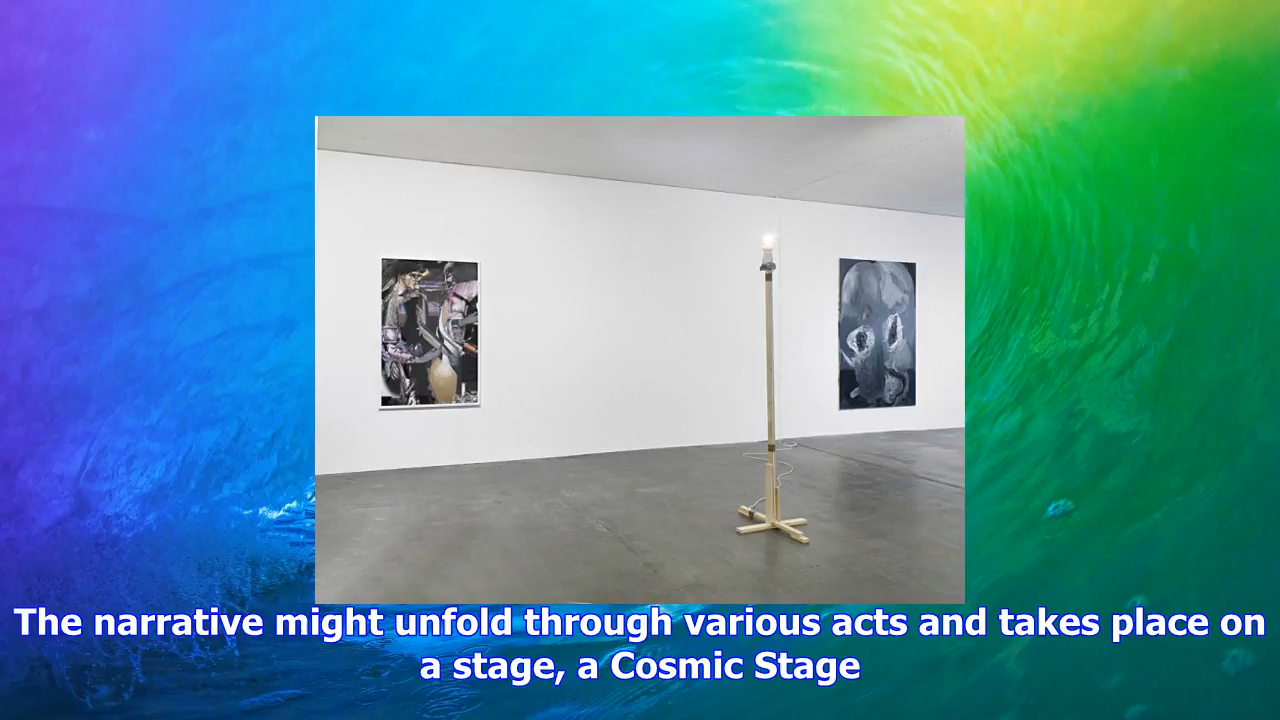 The narrative might unfold through various acts and takes place on
a stage, a Cosmic Stage